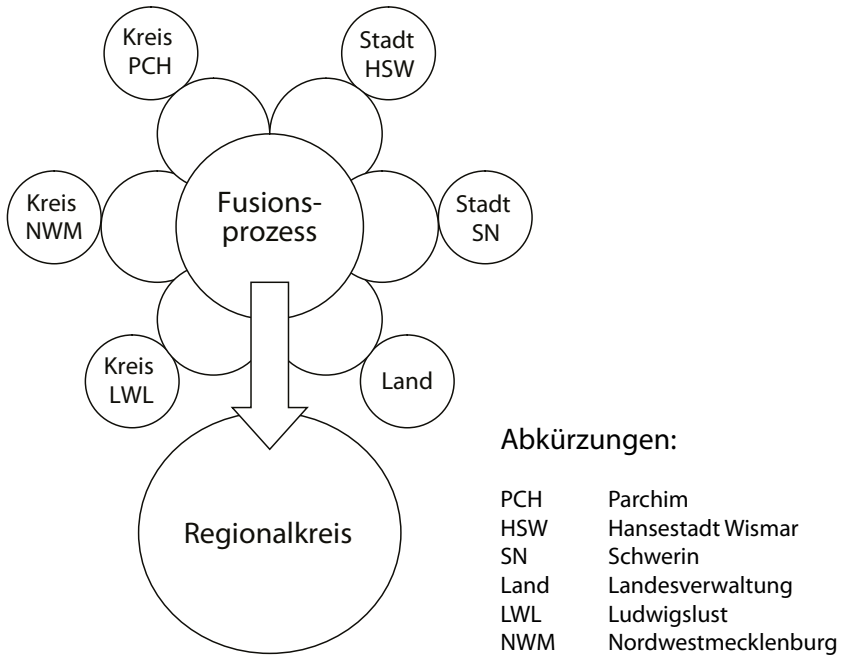 Kreis
PCH
Stadt
HSW
Kreis
NWM
Fusions-
prozess
Stadt
SN
Kreis
LWL
Land
Regionalkreis
Abkürzungen:
PCH Parchim
HSW Hansestadt Wismar
SN Schwerin
Land Landesverwaltung
LWL Ludwigslust
NWM Nordwestmecklenburg